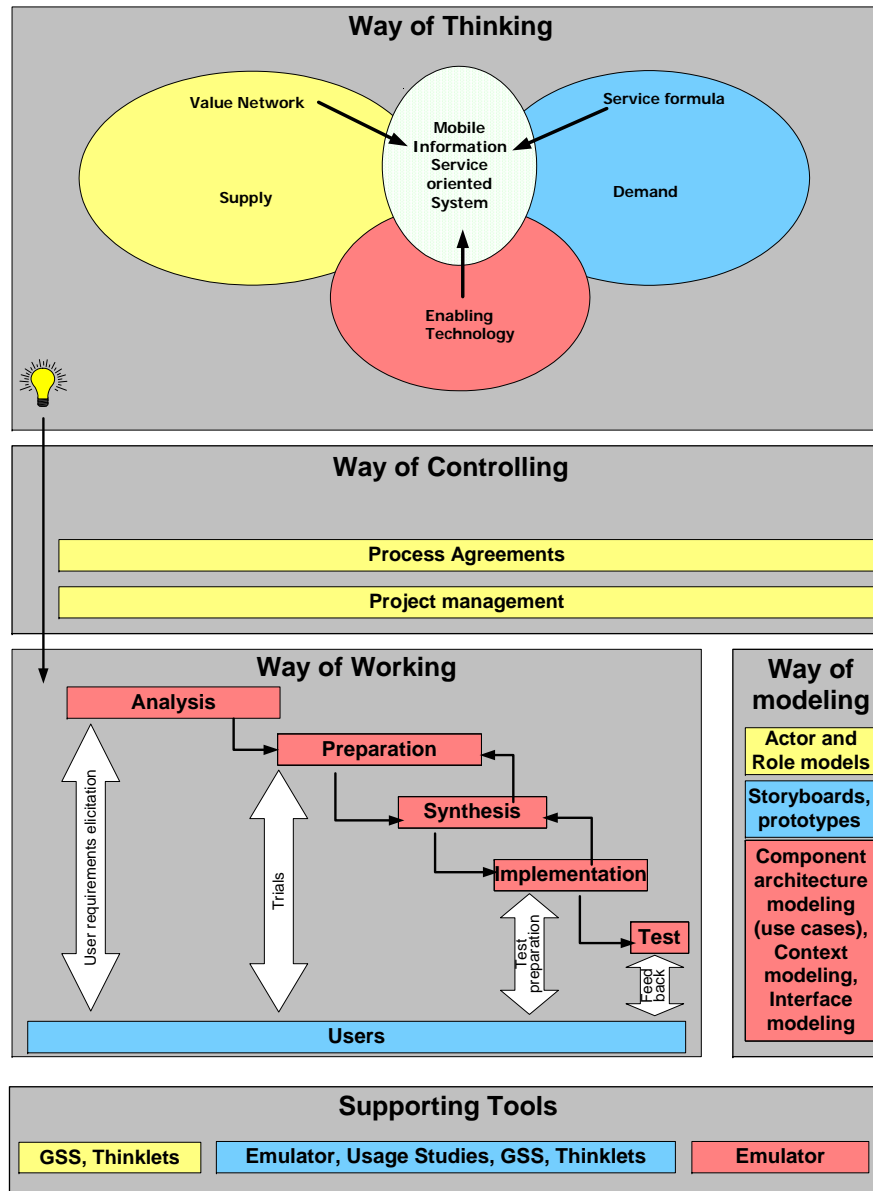 Way of Thinking
Value Network
Service formula
Mobile
Information
Service
oriented
System
Supply
Demand
Enabling
Technology
Way of Controlling
Process Agreements
Project management
Way of Working
Analysis
Preparation
Synthesis
Implementation
Test
User requirements elicitation
Trials
Test
preparation
Feed
back
Users
Way of
modeling
Actor and
Role models
Storyboards,
prototypes
Component
architecture
modeling
(use cases),
Context
modeling,
Interface
modeling
Supporting Tools
GSS, Thinklets
Emulator, Usage Studies, GSS, Thinklets
Emulator